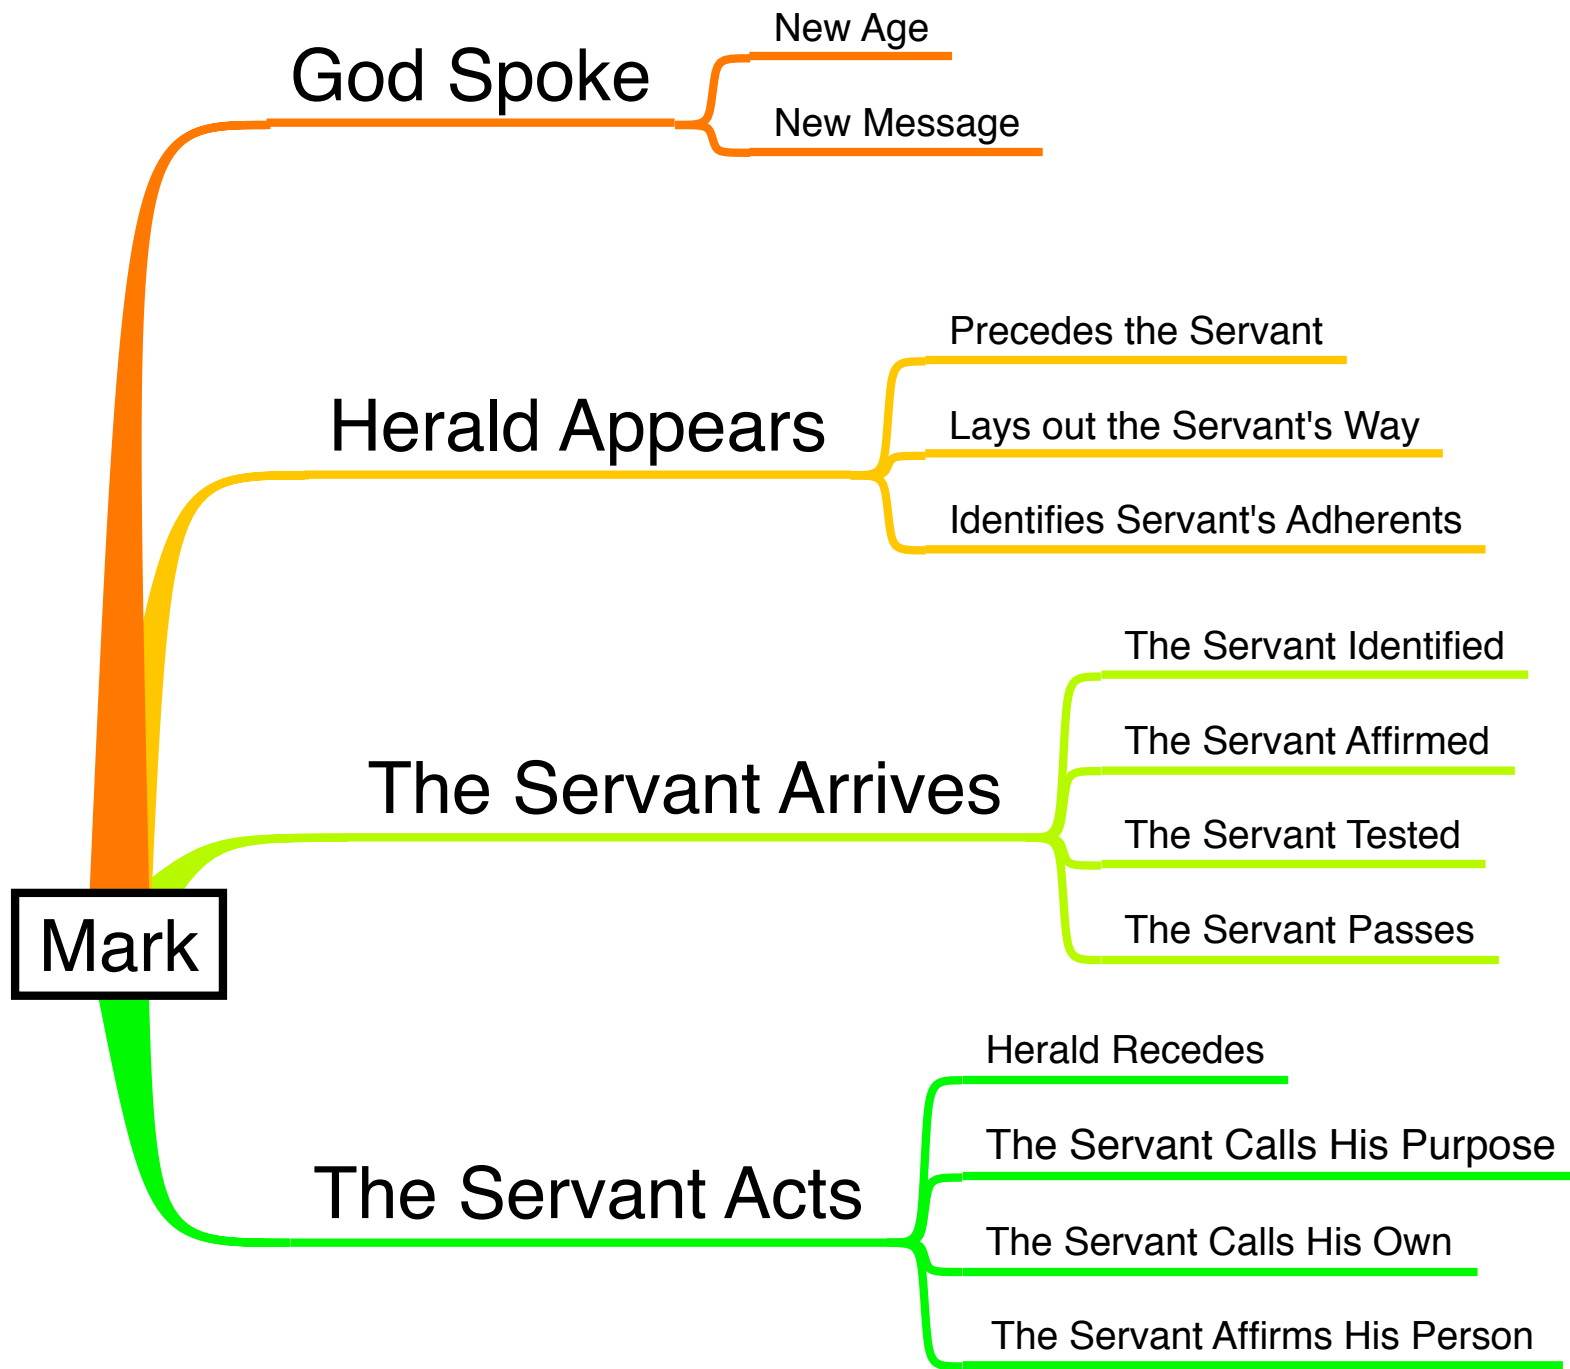 God Spoke
New Age
New Message
Herald Appears
Precedes the Servant
Lays out the Servant's Way
Identifies Servant's Adherents
The Servant Arrives
The Servant Identified
The Servant Affirmed
The Servant Tested
The Servant Passes
Mark
The Servant Acts
Herald Recedes
The Servant Calls His Purpose
The Servant Calls His Own
The Servant Affirms His Person